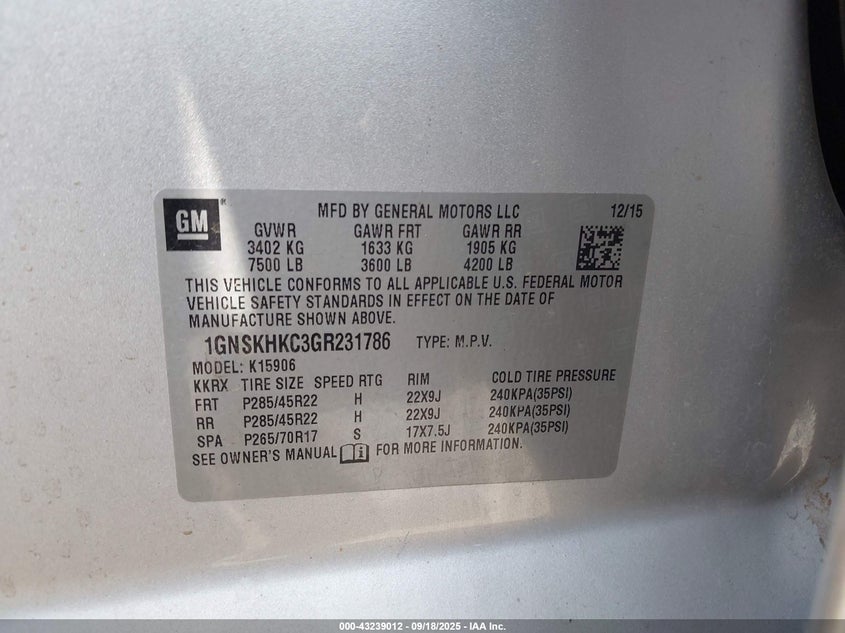 GM ® MFD BY GENERAL MOTORS LLC 12/15
GVWR GAWR FRT GAWR RR
3402 KG 1633 KG 1905 KG
7500 LB 3600 LB 4200 LB
THIS VEHICLE CONFORMS TO ALL APPLICABLE U.S. FEDERAL MOTOR
VEHICLE SAFETY STANDARDS IN EFFECT ON THE DATE OF
MANUFACTURE SHOWN ABOVE.
1GNSKHKC3GR231786 TYPE: M.P.V.
MODEL: K15906
KKRX TIRE SIZE SPEED RTG RIM COLD TIRE PRESSURE
FRT P285/45R22 H 22X9J 240KPA(35PSI)
RR P285/45R22 H 22X9J 240KPA(35PSI)
SPA P265/70R17 S 17X7.5J 240KPA(35PSI)
SEE OWNER'S MANUAL i FOR MORE INFORMATION.
000-43239012 - 09/18/2025 - IAA Inc.